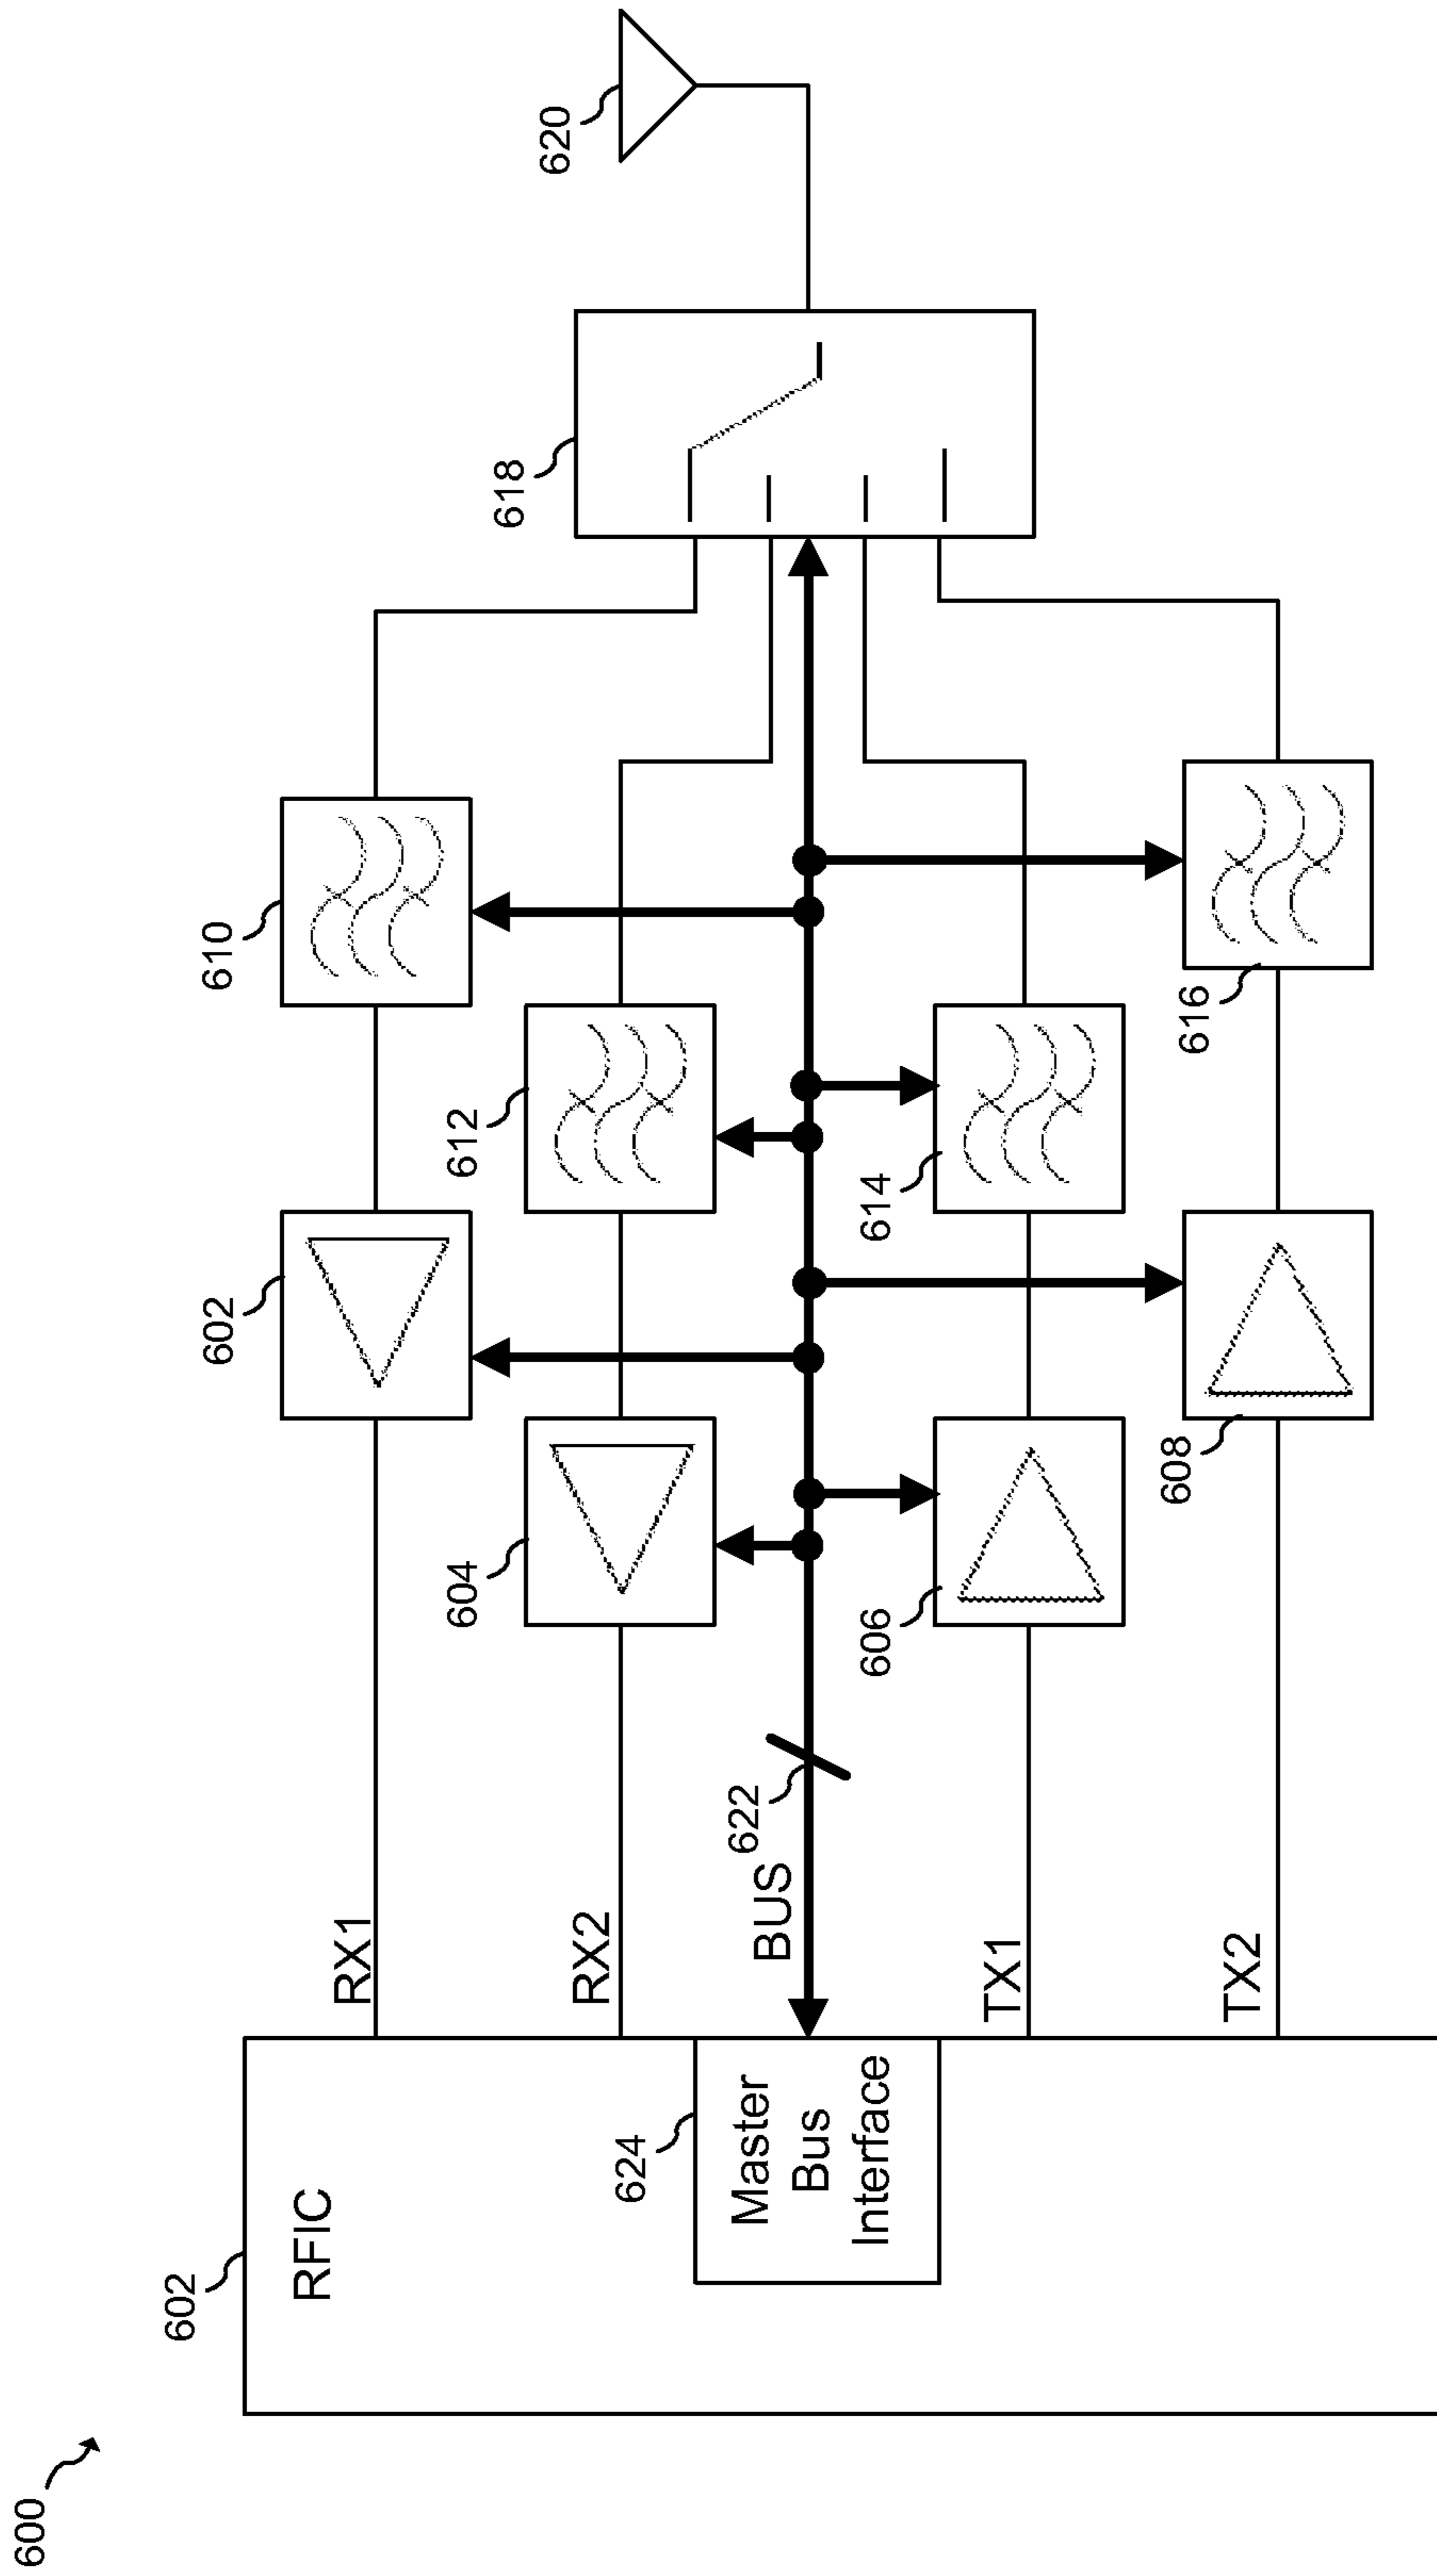 600
602
RFIC
624
Master
Bus
Interface
RX1
RX2
BUS
622
TX1
TX2
604
602
606
608
612
610
614
616
618
620